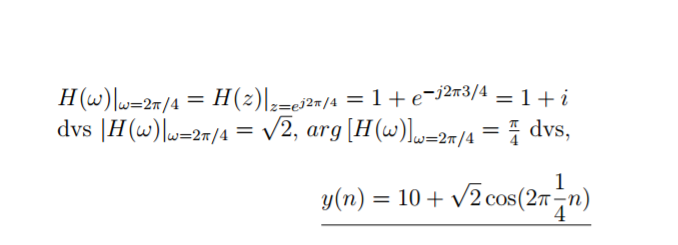 H(ω)|ω=2π/4 = H(z)|z=e^{j2π/4} = 1 + e^{−j2π3/4} = 1 + i
dvs |H(ω)|ω=2π/4 = √2, arg [H(ω)]ω=2π/4 = π/4 dvs,
y(n) = 10 + √2 cos(2π 1/4 n)